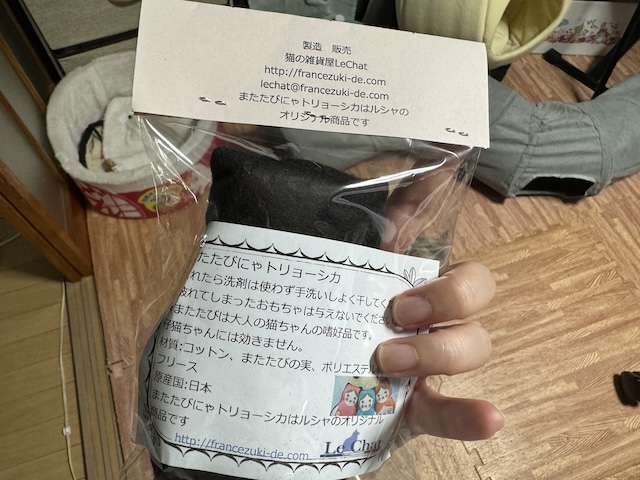 製造　販売
猫の雑貨屋LeChat
http://francezuki-de.com
lechat@francezuki-de.com
またたびにゃトリョーシカはルシャの
オリジナル商品です
たたびにゃトリョーシカ
れたら洗剤は使わず手洗いしよく干してく
れてしまったおもちゃは与えないでくださ
またたびは大人の猫ちゃんの嗜好品です。
猫ちゃんには効きません。
材質:コットン、またたびの実、ポリエステル
フリース
原産国:日本
またたびにゃトリョーシカはルシャのオリジナル
商品です
http://francezuki-de.com
Le Chat